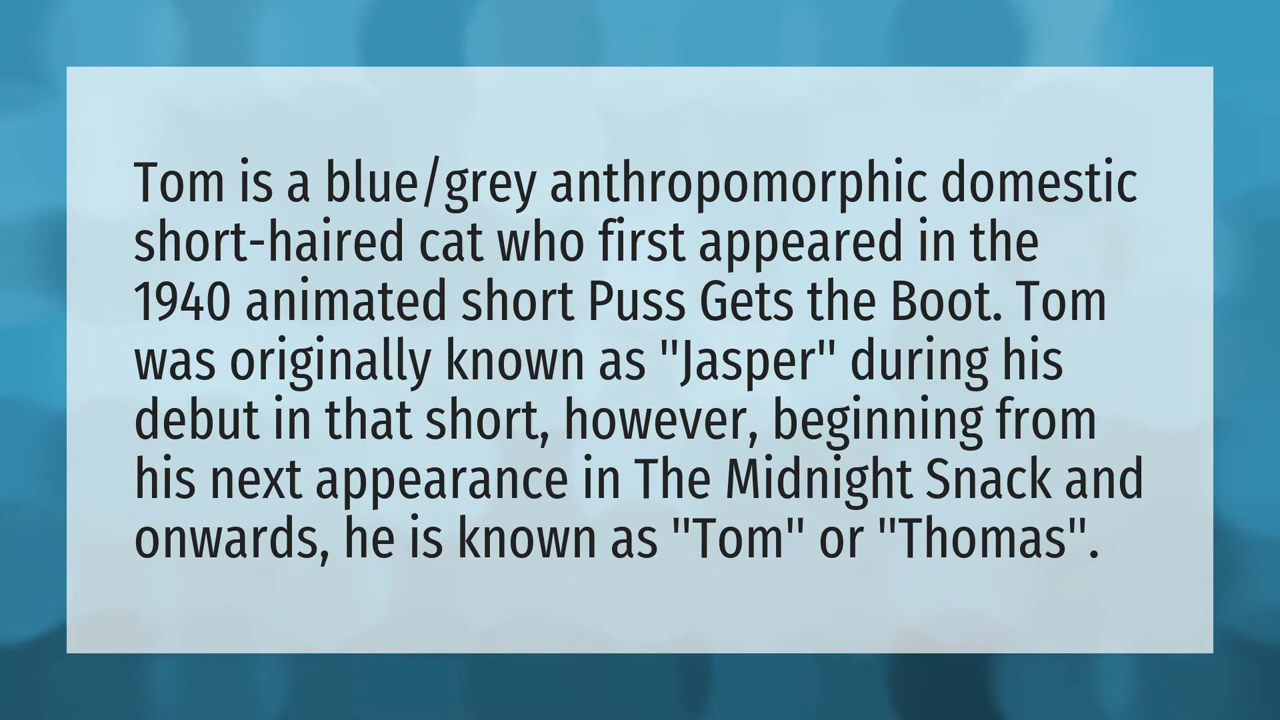 Tom is a blue/grey anthropomorphic domestic
short-haired cat who first appeared in the
1940 animated short Puss Gets the Boot. Tom
was originally known as "Jasper" during his
debut in that short, however, beginning from
his next appearance in The Midnight Snack and
onwards, he is known as "Tom" or "Thomas".